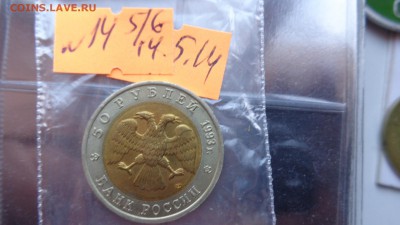 COINS.LAVE.RU
№14 5/6
14.5.14
50 РУБЛЕЙ 1993 г.
БАНК РОССИИ